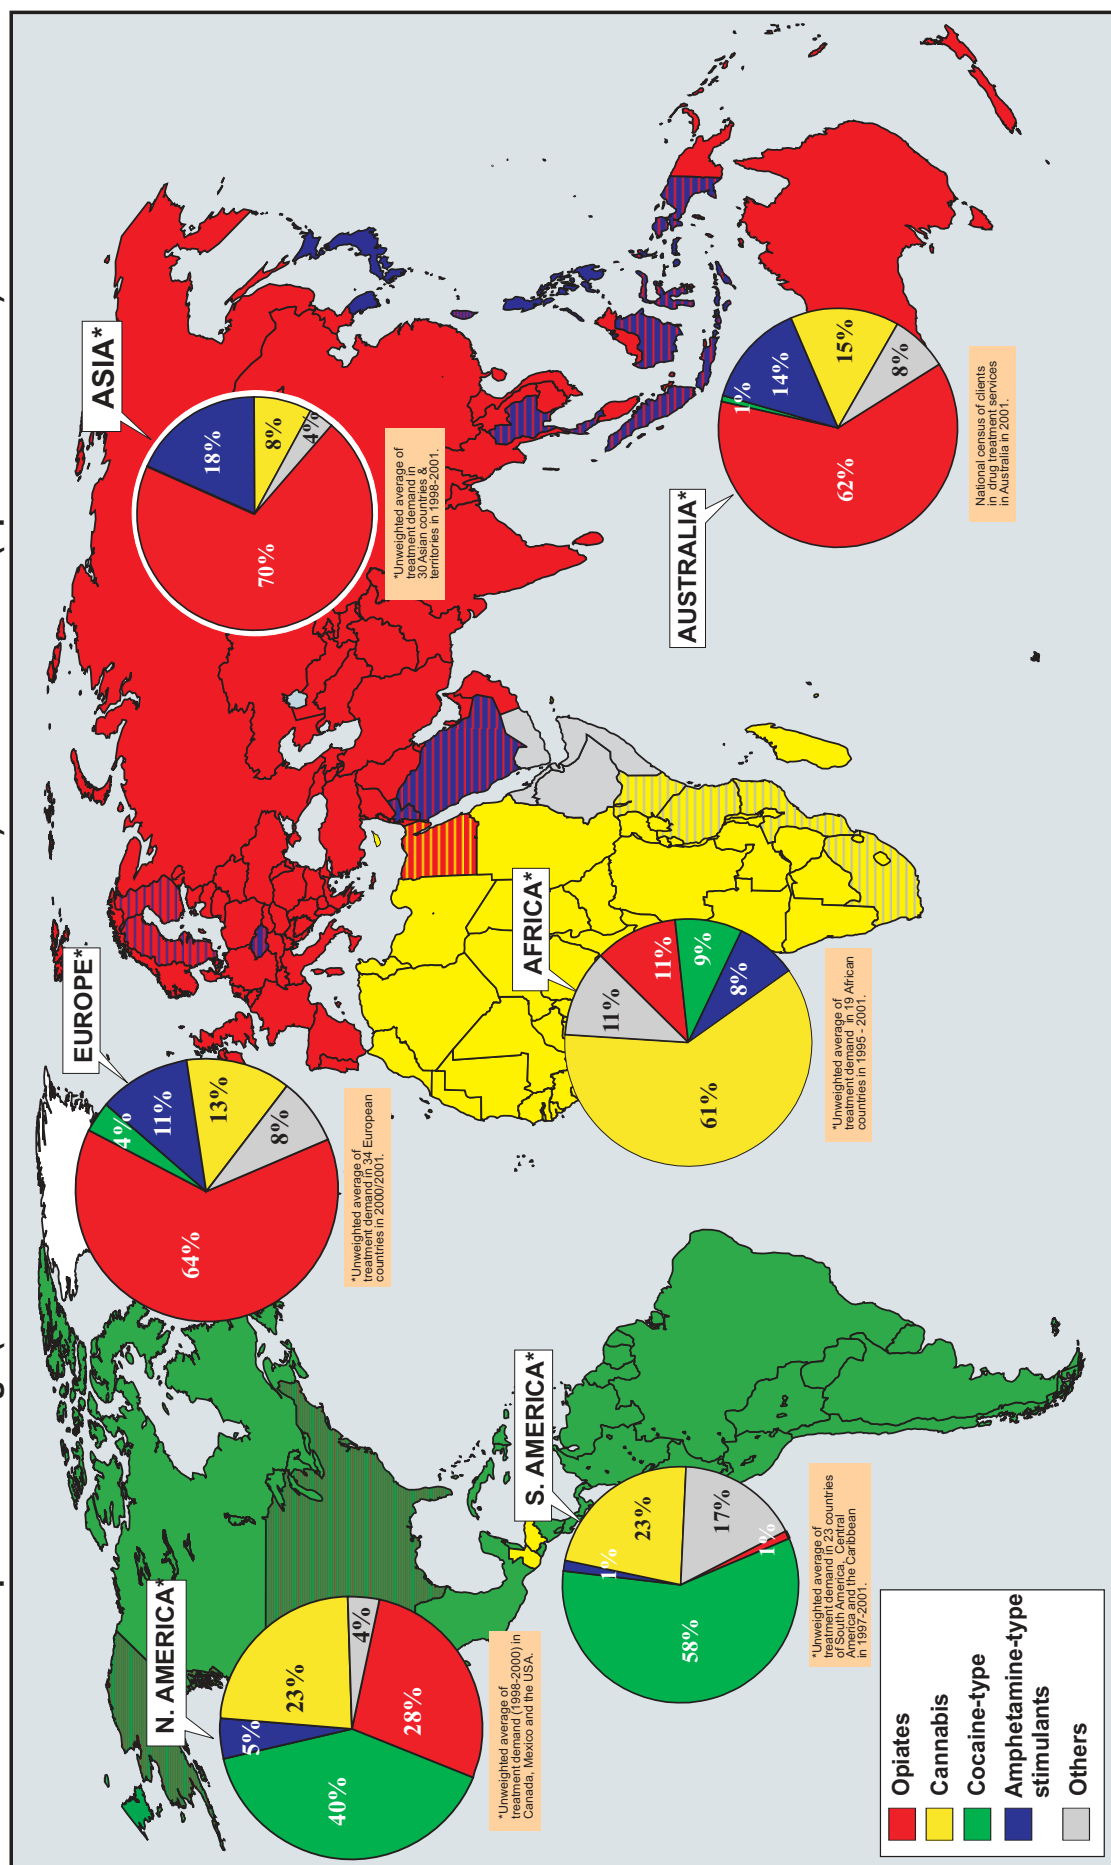 N. AMERICA*
5%
23%
4%
28%
40%
*Unweighted average of
treatment demand (1998-2000) in
Canada, Mexico and the USA.
S. AMERICA*
1%
23%
17%
1%
58%
*Unweighted average of
treatment demand in 23 countries
of South America, Central
America and the Caribbean
in 1997-2001.
EUROPE*
4%
11%
13%
8%
64%
*Unweighted average of
treatment demand in 34 European
countries in 2000/2001.
AFRICA*
11%
11%
9%
8%
61%
*Unweighted average of
treatment demand in 19 African
countries in 1995 - 2001.
ASIA*
18%
8%
4%
70%
*Unweighted average of
treatment demand in
30 Asian countries &
territories in 1998-2001.
AUSTRALIA*
1%
14%
15%
8%
62%
National census of clients
in drug treatment services
in Australia in 2001.
Opiates
Cannabis
Cocaine-type
Amphetamine-type
stimulants
Others